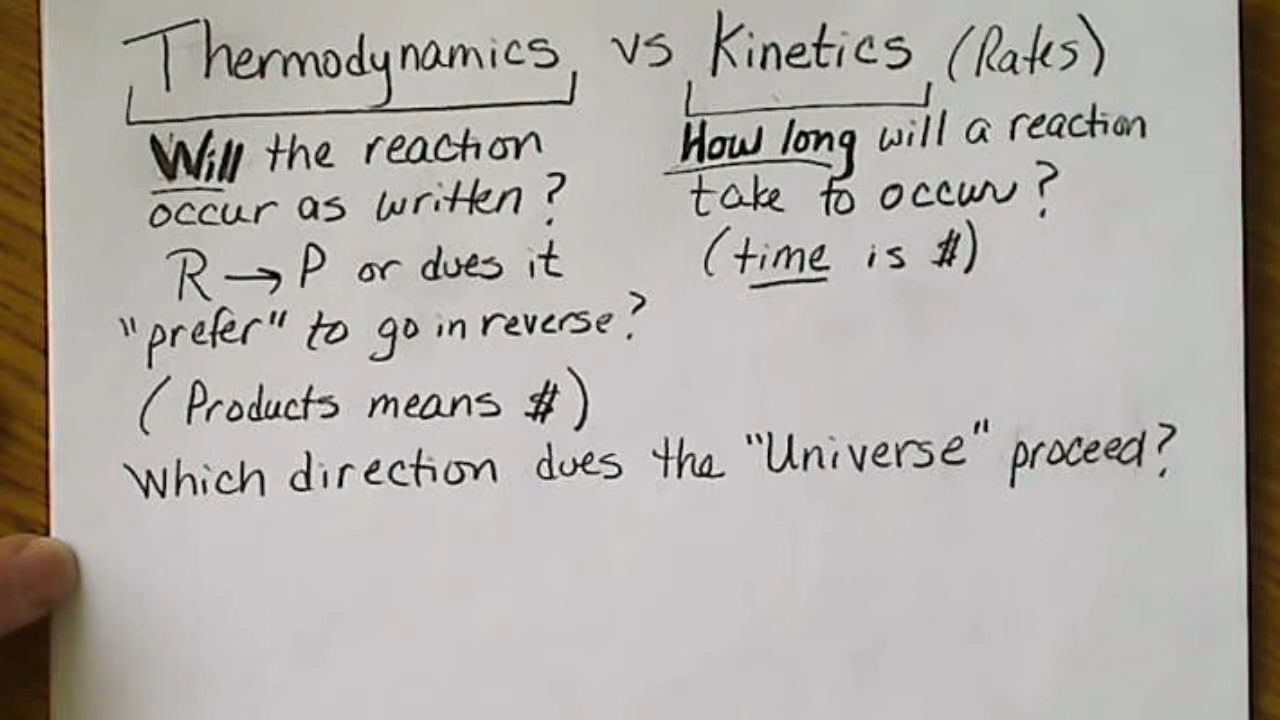 Thermodynamics vs Kinetics (Rates)
Will the reaction
occur as written?
R → P or does it
"prefer" to go in reverse?
(Products means $)
How long will a reaction
take to occur?
(time is $)
Which direction does the "Universe" proceed?